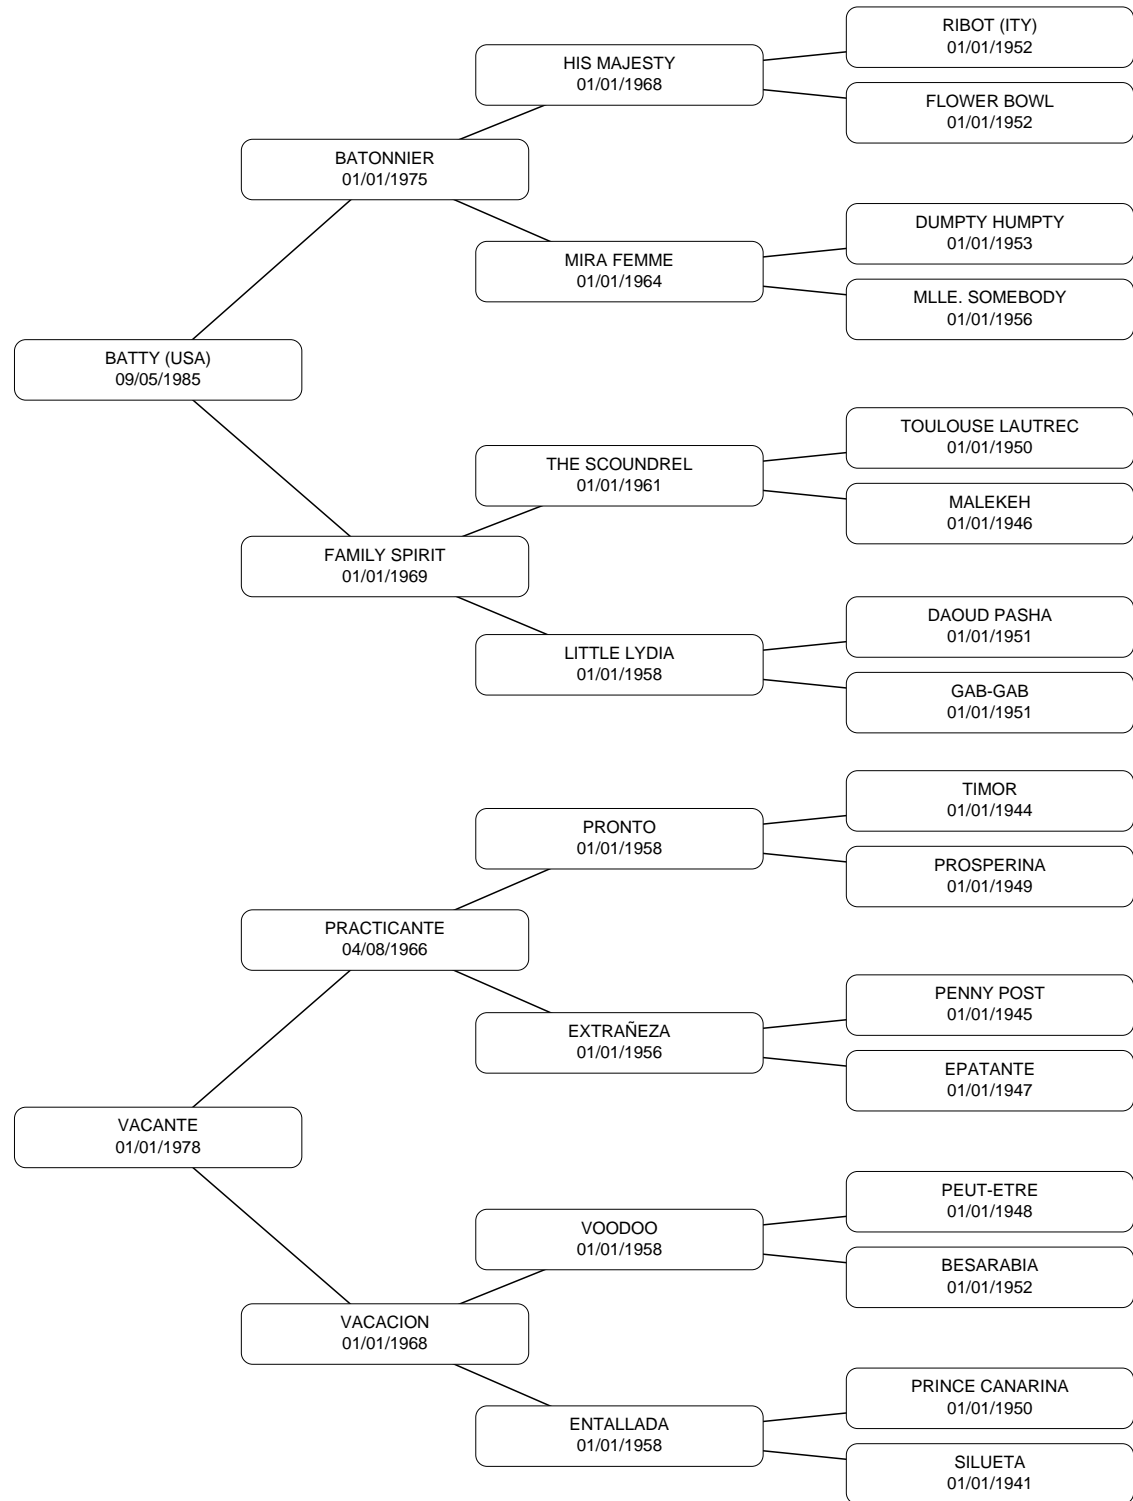 RIBOT (ITY)
01/01/1952
HIS MAJESTY
01/01/1968
FLOWER BOWL
01/01/1952
BATONNIER
01/01/1975
DUMPTY HUMPTY
01/01/1953
MIRA FEMME
01/01/1964
MLLE. SOMEBODY
01/01/1956
BATTY (USA)
09/05/1985
TOULOUSE LAUTREC
01/01/1950
THE SCOUNDREL
01/01/1961
MALEKEH
01/01/1946
FAMILY SPIRIT
01/01/1969
DAOUD PASHA
01/01/1951
LITTLE LYDIA
01/01/1958
GAB-GAB
01/01/1951
TIMOR
01/01/1944
PRONTO
01/01/1958
PROSPERINA
01/01/1949
PRACTICANTE
04/08/1966
PENNY POST
01/01/1945
EXTRAÑEZA
01/01/1956
EPATANTE
01/01/1947
VACANTE
01/01/1978
PEUT-ETRE
01/01/1948
VOODOO
01/01/1958
BESARABIA
01/01/1952
VACACION
01/01/1968
PRINCE CANARINA
01/01/1950
ENTALLADA
01/01/1958
SILUETA
01/01/1941